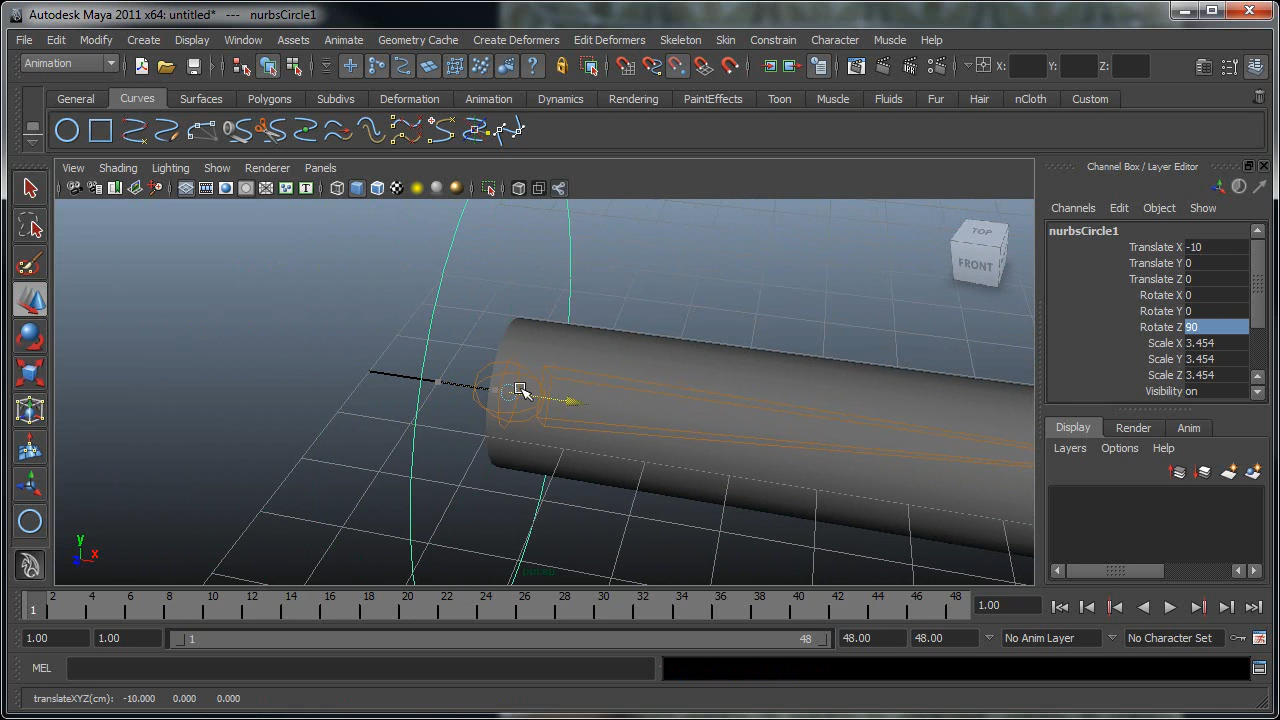 Autodesk Maya 2011 x64: untitled* --- nurbsCircle1
File Edit Modify Create Display Window Assets Animate Geometry Cache Create Deformers Edit Deformers Skeleton Skin Constrain Character Muscle Help
Animation X: Y: Z:
General Curves Surfaces Polygons Subdivs Deformation Animation Dynamics Rendering PaintEffects Toon Muscle Fluids Fur Hair nCloth Custom
View Shading Lighting Show Renderer Panels
Channel Box / Layer Editor
Channels Edit Object Show
nurbsCircle1
Translate X -10
Translate Y 0
Translate Z 0
Rotate X 0
Rotate Y 0
Rotate Z 90
Scale X 3.454
Scale Y 3.454
Scale Z 3.454
Visibility on
TOP
FRONT
Display Render Anim
Layers Options Help
y
z x
persp
1 2 4 6 8 10 12 14 16 18 20 22 24 26 28 30 32 34 36 38 40 42 44 46 48 1.00
1.00 1.00 1 48 48.00 48.00 No Anim Layer No Character Set
MEL
translateXYZ(cm): -10.000 0.000 0.000